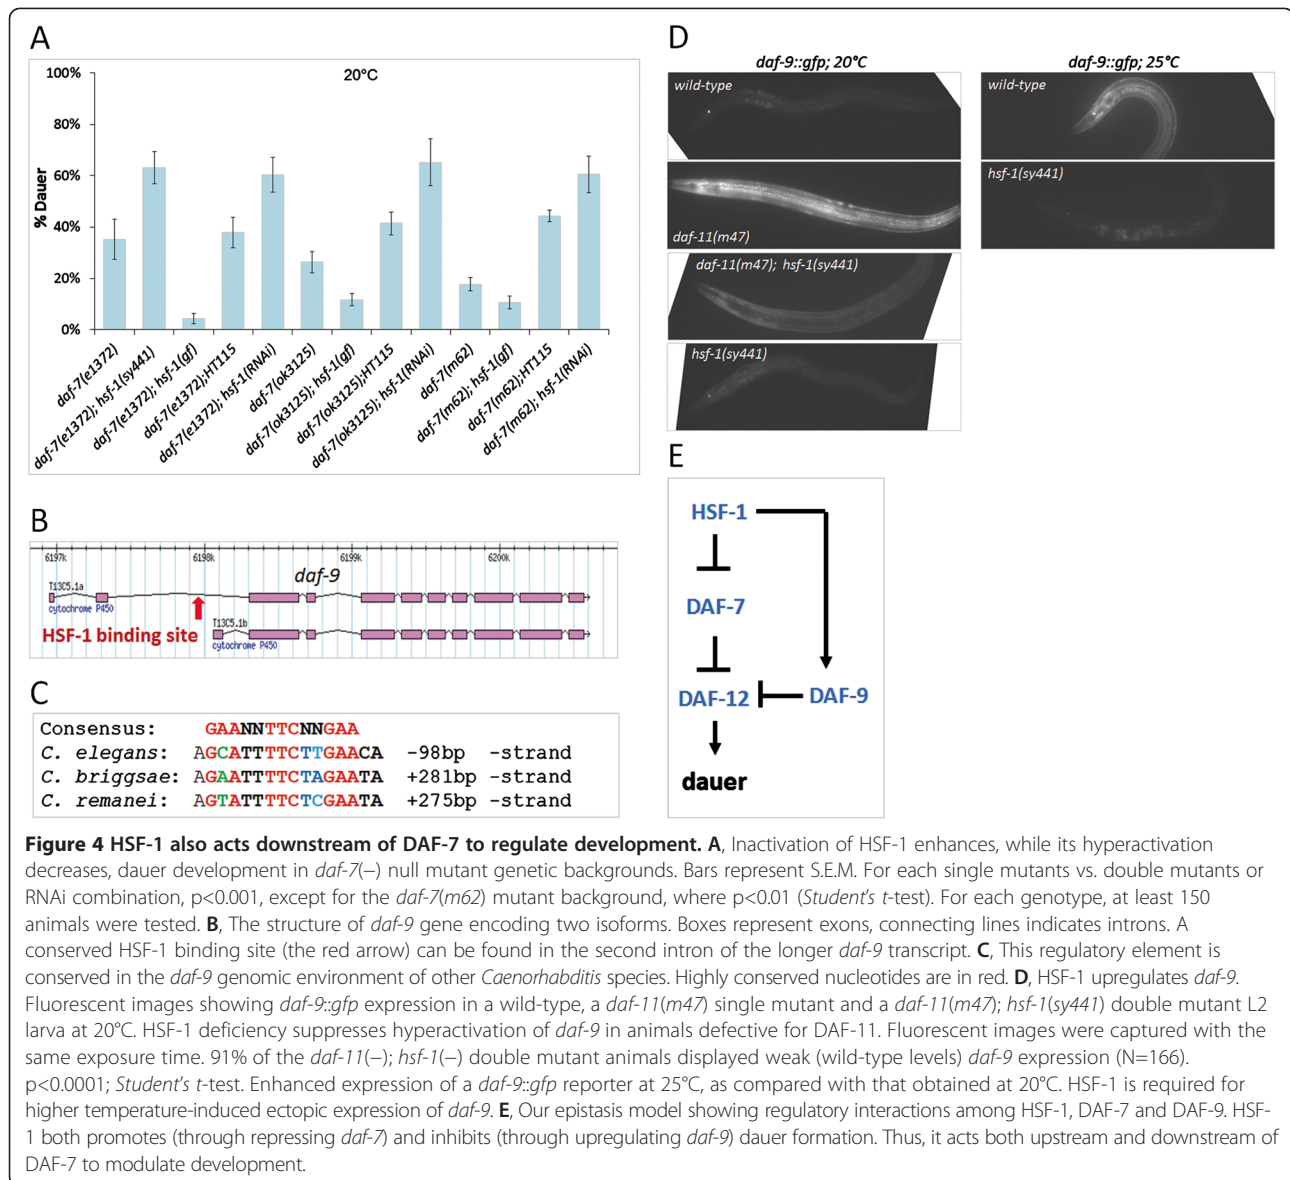 A
20°C
100%
80%
60%
40%
20%
0%
% Dauer
daf-7(e1372)
daf-7(e1372); hsf-1(sy441)
daf-7(e1372); hsf-1(gf)
daf-7(e1372);HT115
daf-7(e1372); hsf-1(RNAi)
daf-7(ok3125)
daf-7(ok3125); hsf-1(gf)
daf-7(ok3125);HT115
daf-7(ok3125); hsf-1(RNAi)
daf-7(m62)
daf-7(m62); hsf-1(gf)
daf-7(m62);HT115
daf-7(m62); hsf-1(RNAi)
B
6197k 6198k 6199k 6200k
daf-9
T13C5.1a
cytochrome P450
HSF-1 binding site
T13C5.1b
cytochrome P450
C
Consensus: GAANNTTCNNGAA
C. elegans: AGCATTTTCTTGAACA -98bp -strand
C. briggsae: AGAATTTTCTAGAATA +281bp -strand
C. remanei: AGTATTTTCTCGAATA +275bp -strand
D
daf-9::gfp; 20°C
wild-type
daf-11(m47)
daf-11(m47); hsf-1(sy441)
hsf-1(sy441)
daf-9::gfp; 25°C
wild-type
hsf-1(sy441)
E
HSF-1
DAF-7
DAF-12
DAF-9
dauer
Figure 4 HSF-1 also acts downstream of DAF-7 to regulate development. A, Inactivation of HSF-1 enhances, while its hyperactivation
decreases, dauer development in daf-7(−) null mutant genetic backgrounds. Bars represent S.E.M. For each single mutants vs. double mutants or
RNAi combination, p<0.001, except for the daf-7(m62) mutant background, where p<0.01 (Student's t-test). For each genotype, at least 150
animals were tested. B, The structure of daf-9 gene encoding two isoforms. Boxes represent exons, connecting lines indicates introns. A
conserved HSF-1 binding site (the red arrow) can be found in the second intron of the longer daf-9 transcript. C, This regulatory element is
conserved in the daf-9 genomic environment of other Caenorhabditis species. Highly conserved nucleotides are in red. D, HSF-1 upregulates daf-9.
Fluorescent images showing daf-9::gfp expression in a wild-type, a daf-11(m47) single mutant and a daf-11(m47); hsf-1(sy441) double mutant L2
larva at 20°C. HSF-1 deficiency suppresses hyperactivation of daf-9 in animals defective for DAF-11. Fluorescent images were captured with the
same exposure time. 91% of the daf-11(−); hsf-1(−) double mutant animals displayed weak (wild-type levels) daf-9 expression (N=166).
p<0.0001; Student's t-test. Enhanced expression of a daf-9::gfp reporter at 25°C, as compared with that obtained at 20°C. HSF-1 is required for
higher temperature-induced ectopic expression of daf-9. E, Our epistasis model showing regulatory interactions among HSF-1, DAF-7 and DAF-9. HSF-
1 both promotes (through repressing daf-7) and inhibits (through upregulating daf-9) dauer formation. Thus, it acts both upstream and downstream of
DAF-7 to modulate development.